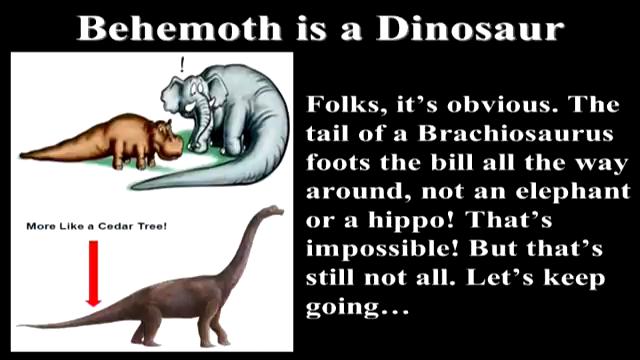 Behemoth is a Dinosaur
!
More Like a Cedar Tree!
Folks, it's obvious. The
tail of a Brachiosaurus
foots the bill all the way
around, not an elephant
or a hippo! That's
impossible! But that's
still not all. Let's keep
going…